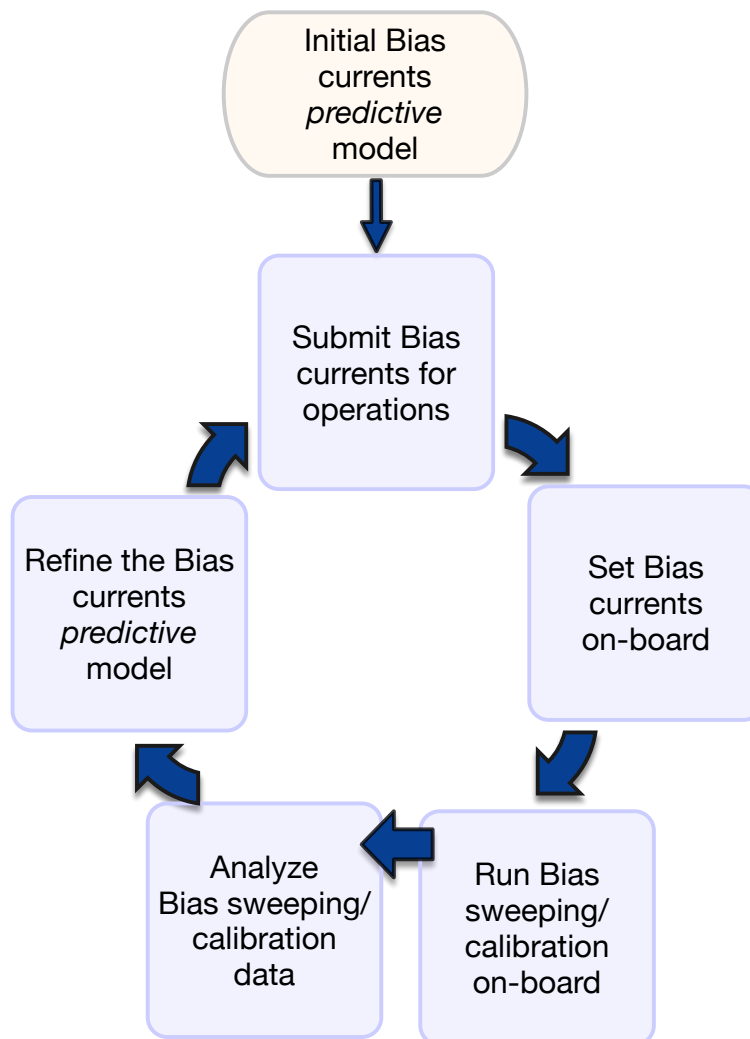 Initial Bias
currents
predictive
model
Submit Bias
currents for
operations
Set Bias
currents
on-board
Run Bias
sweeping/
calibration
on-board
Analyze
Bias sweeping/
calibration
data
Refine the Bias
currents
predictive
model